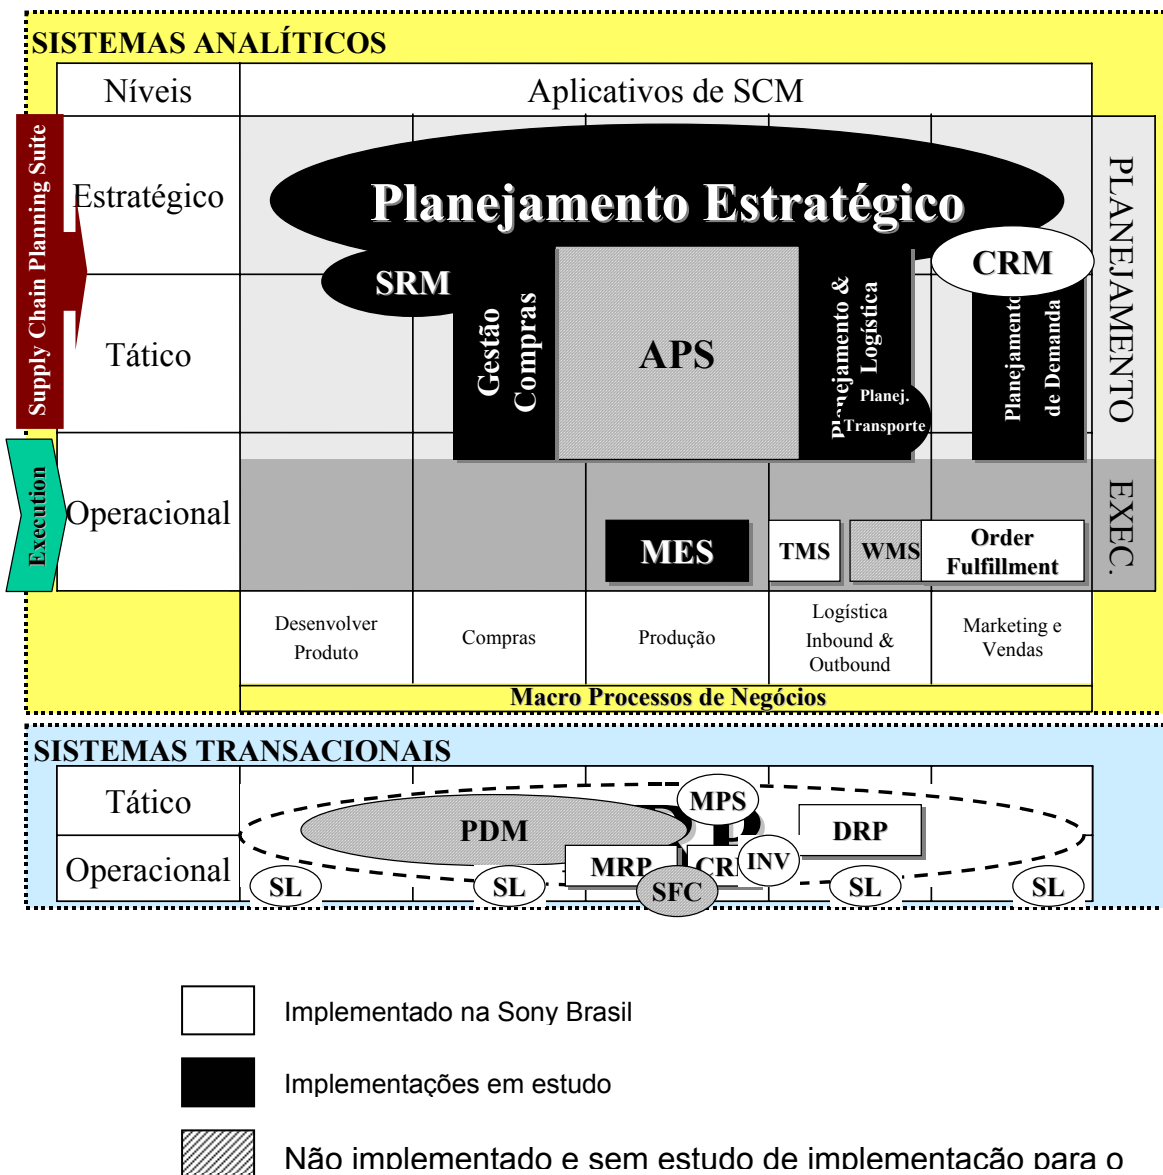 SISTEMAS ANALÍTICOS
Níveis
Aplicativos de SCM
Supply Chain Planning Suite
Estratégico
Planejamento Estratégico
PLANEJAMENTO
SRM
CRM
Tático
Gestão
Compras
APS
Planejamento &
Logística
Planej.
Transporte
Planejamento
de Demanda
Execution
Operacional
MES
TMS
WMS
Order
Fulfillment
EXEC.
Desenvolver
Produto
Compras
Produção
Logística
Inbound &
Outbound
Marketing e
Vendas
Macro Processos de Negócios
SISTEMAS TRANSACIONAIS
Tático
MPS
PDM
DRP
Operacional
MRP
INV
SL
SL
SFC
SL
SL
Implementado na Sony Brasil
Implementações em estudo
Não implementado e sem estudo de implementação para o